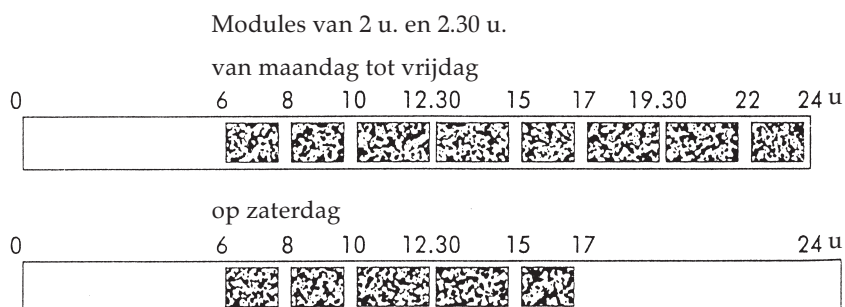 Modules van 2 u. en 2.30 u.
van maandag tot vrijdag
0 6 8 10 12.30 15 17 19.30 22 24 u
op zaterdag
0 6 8 10 12.30 15 17 24 u